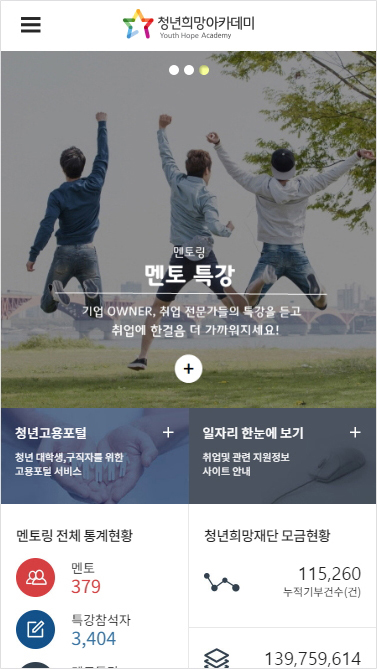 청년희망아카데미
Youth Hope Academy
멘토링
멘토 특강
기업 OWNER, 취업 전문가들의 특강을 듣고
취업에 한걸음 더 가까워지세요!
청년고용포털
청년 대학생,구직자를 위한
고용포털 서비스
일자리 한눈에 보기
취업및 관련 지원정보
사이트 안내
멘토링 전체 통계현황
멘토
379
특강참석자
3,404
청년희망재단 모금현황
115,260
누적기부건수(건)
139,759,614